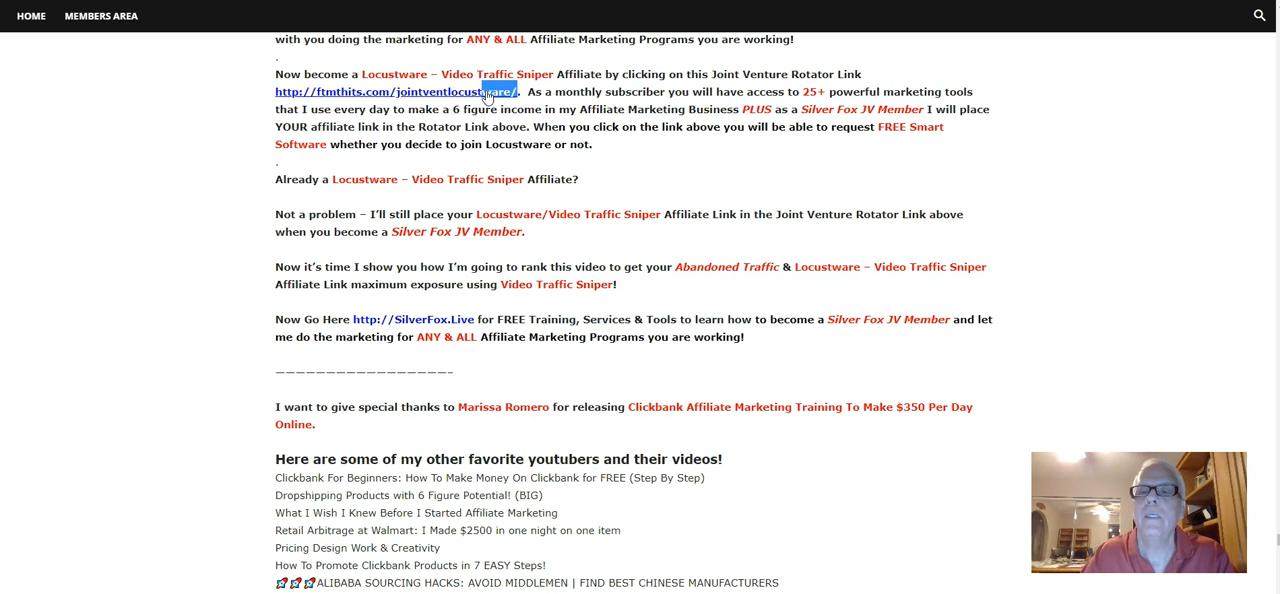 HOME MEMBERS AREA
with you doing the marketing for ANY & ALL Affiliate Marketing Programs you are working!
.
Now become a Locustware – Video Traffic Sniper Affiliate by clicking on this Joint Venture Rotator Link
http://ftmthits.com/jointventlocustware/. As a monthly subscriber you will have access to 25+ powerful marketing tools
that I use every day to make a 6 figure income in my Affiliate Marketing Business PLUS as a Silver Fox JV Member I will place
YOUR affiliate link in the Rotator Link above. When you click on the link above you will be able to request FREE Smart
Software whether you decide to join Locustware or not.
.
Already a Locustware – Video Traffic Sniper Affiliate?
Not a problem – I’ll still place your Locustware/Video Traffic Sniper Affiliate Link in the Joint Venture Rotator Link above
when you become a Silver Fox JV Member.
Now it’s time I show you how I’m going to rank this video to get your Abandoned Traffic & Locustware – Video Traffic Sniper
Affiliate Link maximum exposure using Video Traffic Sniper!
Now Go Here http://SilverFox.Live for FREE Training, Services & Tools to learn how to become a Silver Fox JV Member and let
me do the marketing for ANY & ALL Affiliate Marketing Programs you are working!
—————————————————–
I want to give special thanks to Marissa Romero for releasing Clickbank Affiliate Marketing Training To Make $350 Per Day
Online.
Here are some of my other favorite youtubers and their videos!
Clickbank For Beginners: How To Make Money On Clickbank for FREE (Step By Step)
Dropshipping Products with 6 Figure Potential! (BIG)
What I Wish I Knew Before I Started Affiliate Marketing
Retail Arbitrage at Walmart: I Made $2500 in one night on one item
Pricing Design Work & Creativity
How To Promote Clickbank Products in 7 EASY Steps!
🚀🚀🚀ALIBABA SOURCING HACKS: AVOID MIDDLEMEN | FIND BEST CHINESE MANUFACTURERS